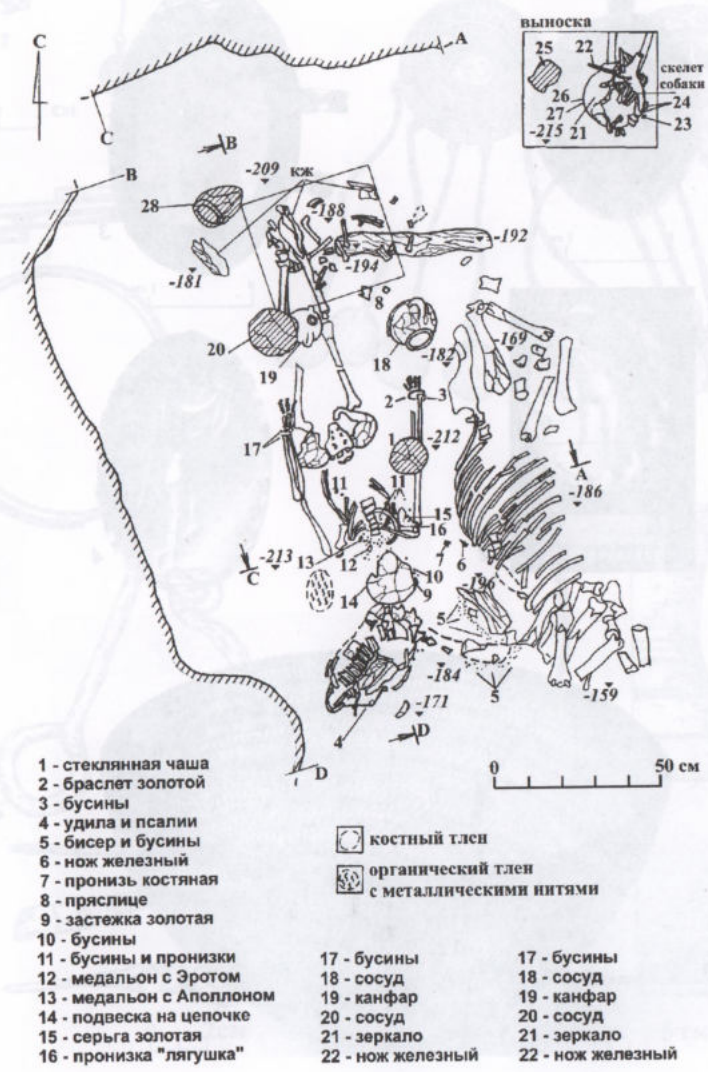 выноска
C
A
25
22
скелет
собаки
C
26
24
27
-215
21
23
B
B
-209
кж
28
-188
-192
-181
-194
8
20
18
-169
19
-182
2
3
17
1
-212
A
11
11
-186
15
16
C
-213
13
12
10
7
6
14
9
-196
5
-184
5
-159
4
-171
D
D
0
50 см
1 - стеклянная чаша
2 - браслет золотой
3 - бусины
4 - удила и псалии
5 - бисер и бусины
6 - нож железный
7 - пронизь костяная
8 - пряслице
9 - застежка золотая
10 - бусины
11 - бусины и пронизки
12 - медальон с Эротом
13 - медальон с Аполлоном
14 - подвеска на цепочке
15 - серьга золотая
16 - пронизка "лягушка"
костный тлен
органический тлен
с металлическими нитями
17 - бусины
18 - сосуд
19 - канфар
20 - сосуд
21 - зеркало
22 - нож железный
17 - бусины
18 - сосуд
19 - канфар
20 - сосуд
21 - зеркало
22 - нож железный